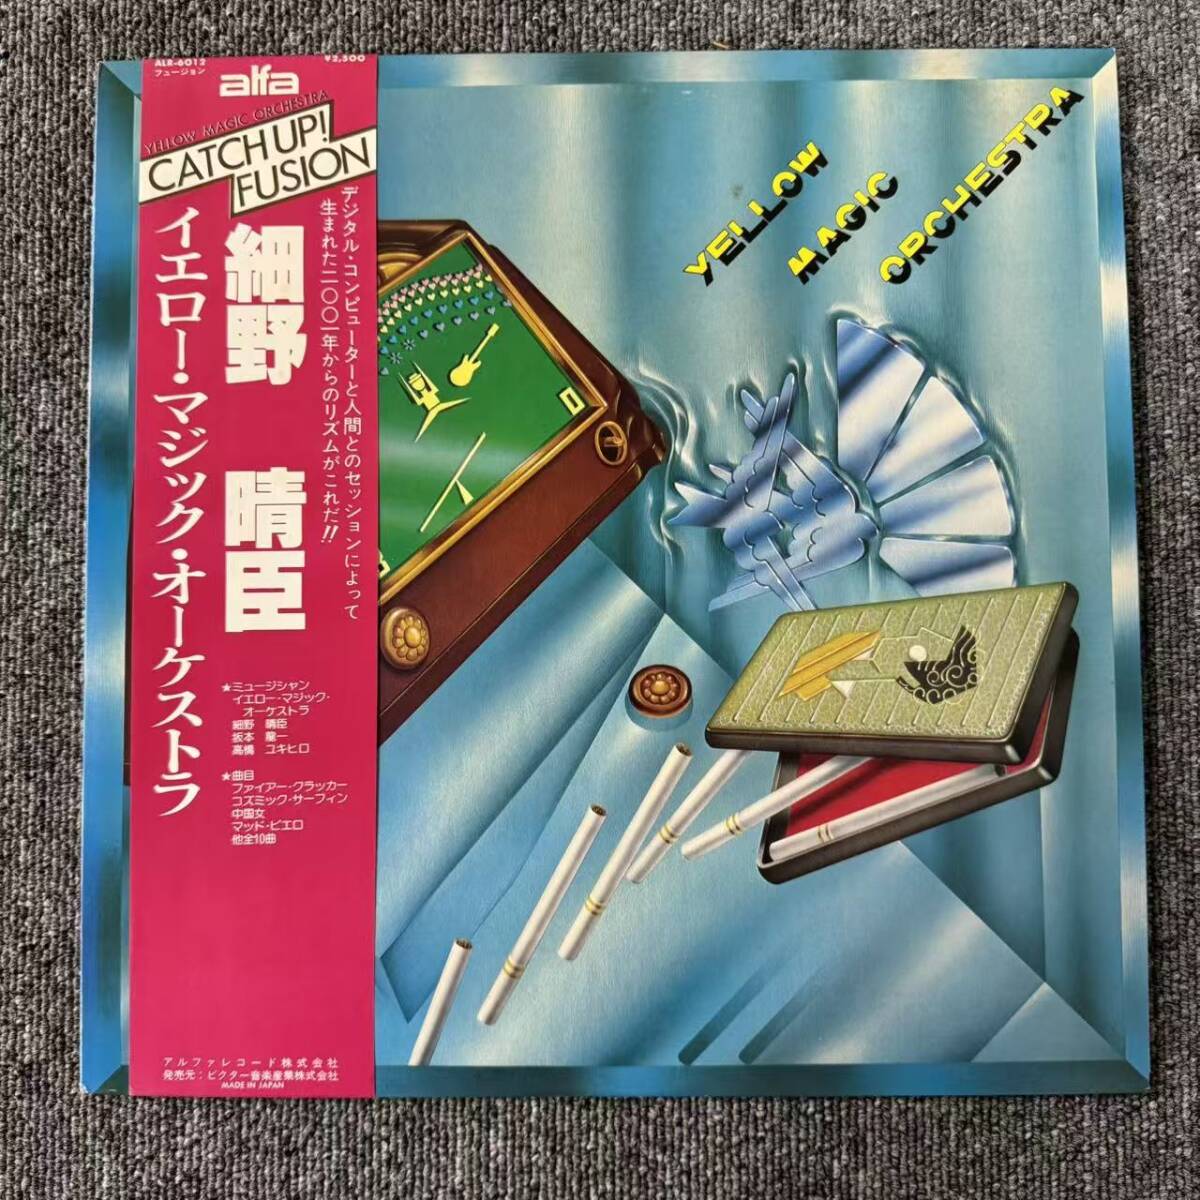 ALR-6012
フュージョン
¥2,500
alfa
YELLOW MAGIC ORCHESTRA
CATCH UP!
FUSION
デジタル・コンピューターと人間とのセッションによって
生まれた二〇〇一年からのリズムがこれだ!!
細野 晴臣
イエロー・マジック・オーケストラ
★ミュージシャン
イエロー・マジック・
オーケストラ
細野 晴臣
坂本 龍一
高橋 ユキヒロ
★曲目
ファイアー・クラッカー
コズミック・サーフィン
中国女
マッド・ピエロ
他全10曲
アルファレコード株式会社
発売元:ビクター音楽産業株式会社
MADE IN JAPAN
YELLOW
MAGIC
ORCHESTRA